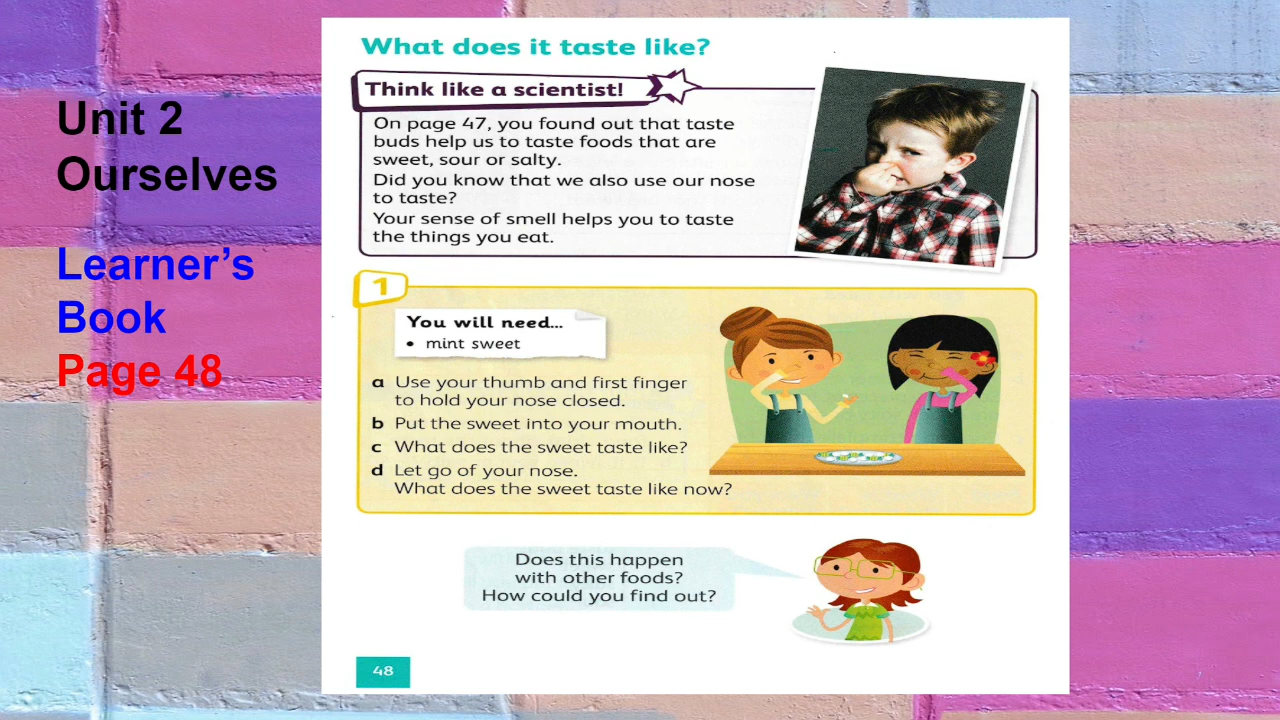 Unit 2
Ourselves
Learner’s
Book
Page 48
What does it taste like?
Think like a scientist!
On page 47, you found out that taste
buds help us to taste foods that are
sweet, sour or salty.
Did you know that we also use our nose
to taste?
Your sense of smell helps you to taste
the things you eat.
1
You will need...
• mint sweet
a Use your thumb and first finger
to hold your nose closed.
b Put the sweet into your mouth.
c What does the sweet taste like?
d Let go of your nose.
What does the sweet taste like now?
Does this happen
with other foods?
How could you find out?
48